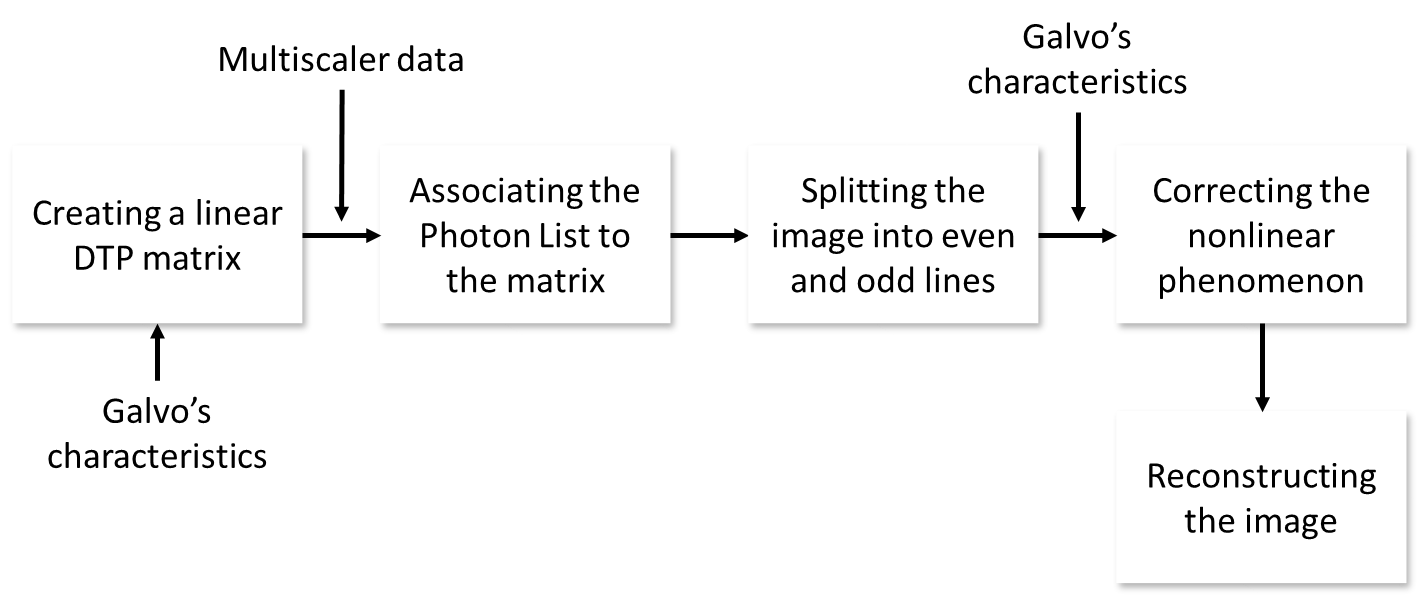 Multiscaler data
Galvo’s
characteristics
Creating a linear
DTP matrix
Associating the
Photon List to
the matrix
Splitting the
image into even
and odd lines
Correcting the
nonlinear
phenomenon
Galvo’s
characteristics
Reconstructing
the image